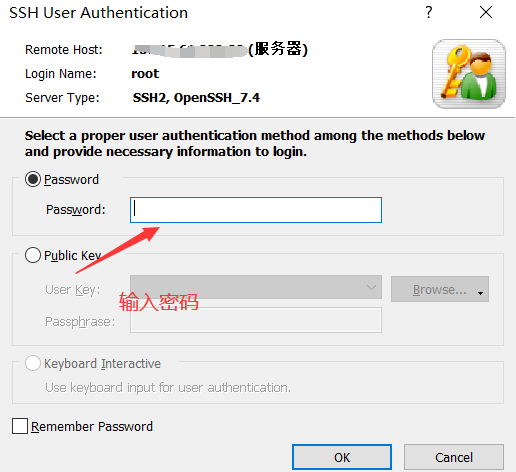 SSH User Authentication ? ×
Remote Host: (服务器)
Login Name: root
Server Type: SSH2, OpenSSH_7.4
Select a proper user authentication method among the methods below
and provide necessary information to login.
Password
Password:
Public Key
User Key: Browse...
输入密码
Passphrase:
Keyboard Interactive
Use keyboard input for user authentication.
Remember Password
OK Cancel